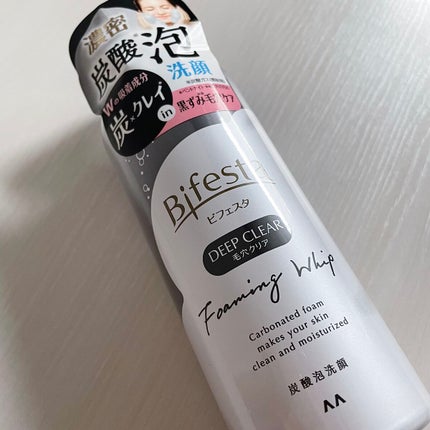 濃密
炭酸泡
洗顔
Wの吸着成分
炭×クレイ
in
黒ずみ毛穴ケア
Bifesta
ビフェスタ
DEEP CLEAR
毛穴クリア
Foaming Whip
Carbonated foam
makes your skin
clean and moisturized
炭酸泡洗顔